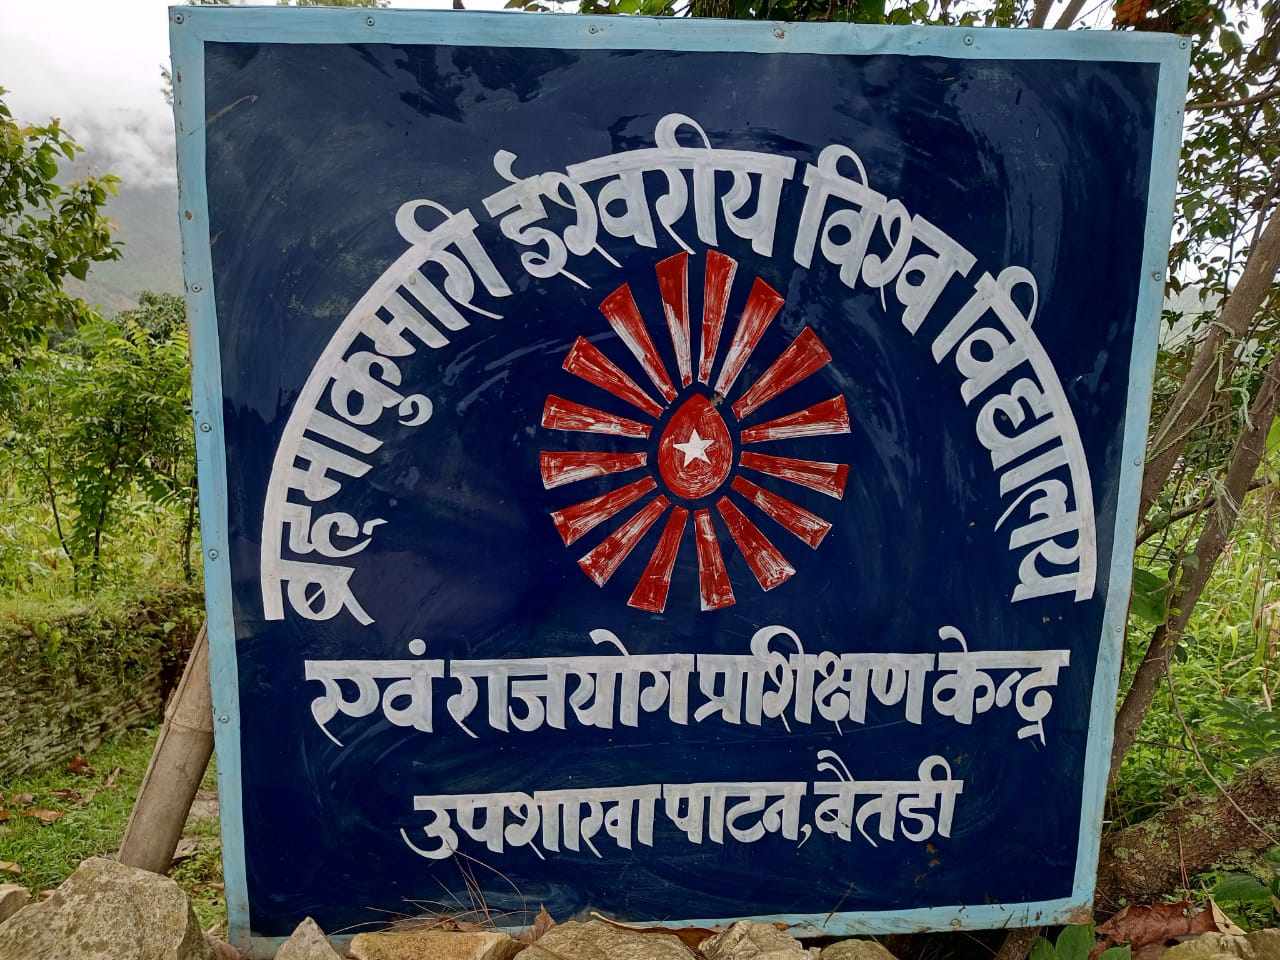 ब्रह्माकुमारी ईश्वरीय विश्व विद्यालय
एवं राजयोग प्रशिक्षण केन्द्र
उपशाखा पाटन, बैतडी